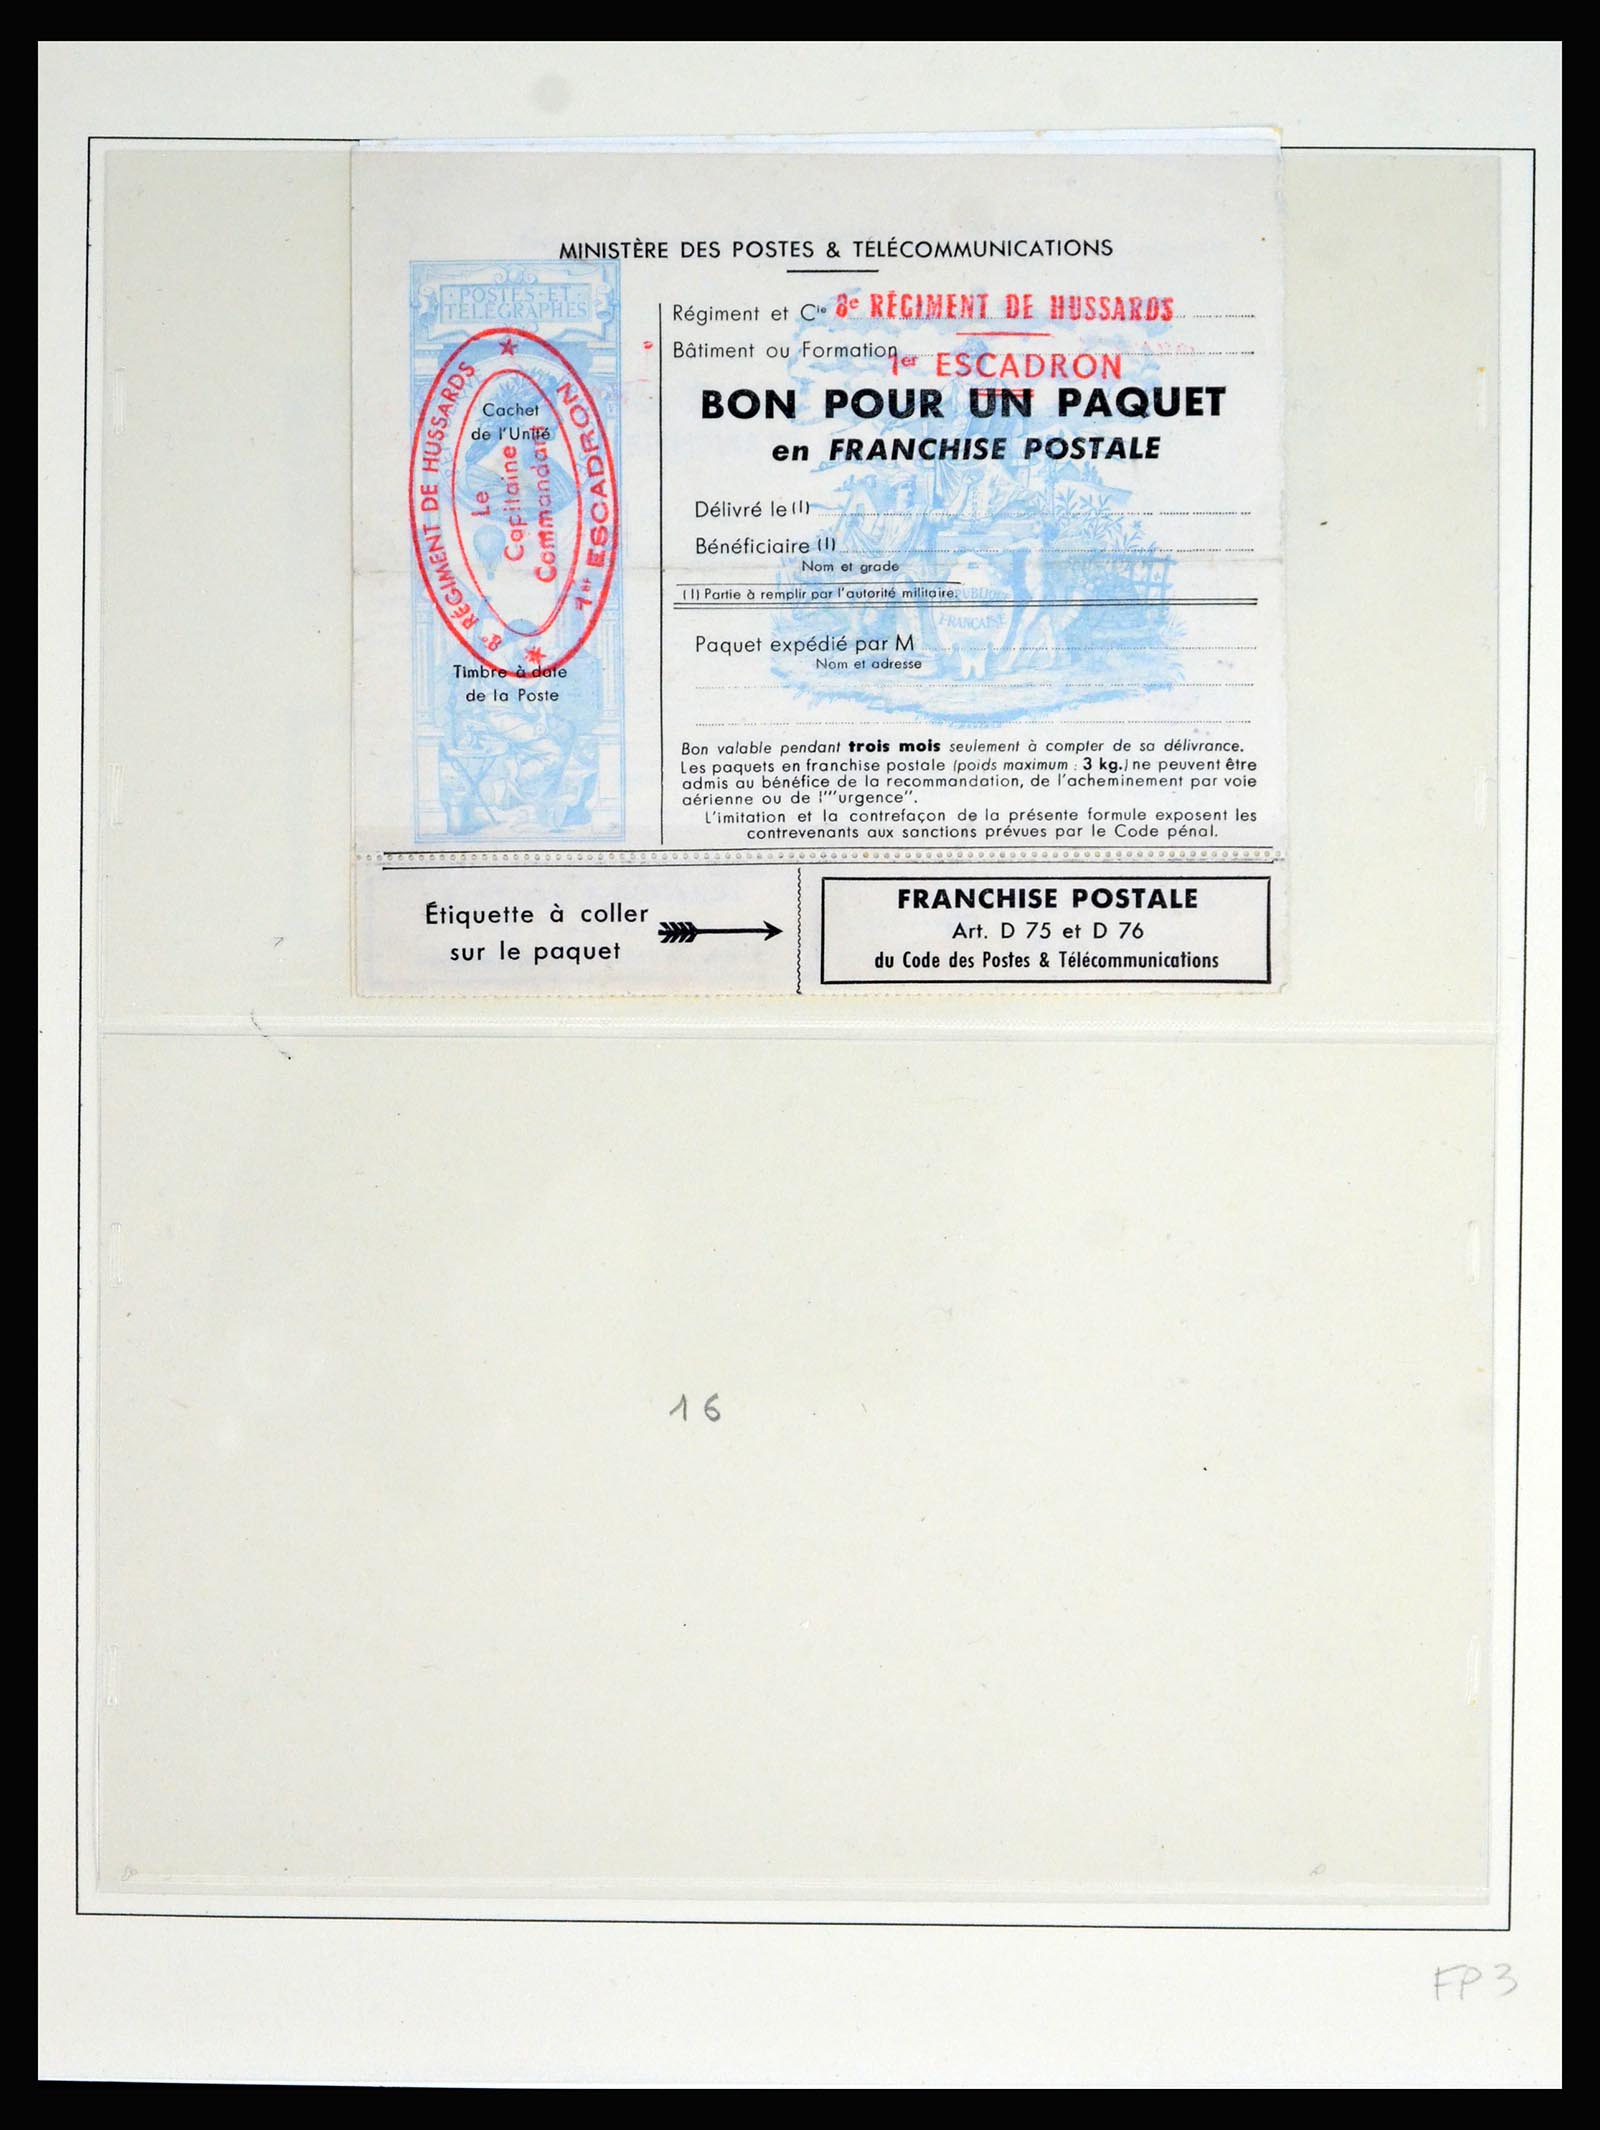 MINISTÈRE DES POSTES & TÉLÉCOMMUNICATIONS
POSTES ET
TÉLÉGRAPHES
Régiment et Cie 8e RÉGIMENT DE HUSSARDS
Bâtiment ou Formation
1er ESCADRON
8e RÉGIMENT DE HUSSARDS
1er ESCADRON
Cachet
de l'Unité
Le
Capitaine
Commandant
Timbre à date
de la Poste
BON POUR UN PAQUET
en FRANCHISE POSTALE
Délivré le (1)
Bénéficiaire (1)
Nom et grade
(1) Partie à remplir par l'autorité militaire.
RÉPUBLIQUE
FRANÇAISE
Paquet expédié par M
Nom et adresse
Bon valable pendant trois mois seulement à compter de sa délivrance.
Les paquets en franchise postale (poids maximum : 3 kg.) ne peuvent être
admis au bénéfice de la recommandation, de l'acheminement par voie
aérienne ou de l'"urgence".
L'imitation et la contrefaçon de la présente formule exposent les
contrevenants aux sanctions prévues par le Code pénal.
Étiquette à coller
sur le paquet
FRANCHISE POSTALE
Art. D 75 et D 76
du Code des Postes & Télécommunications
16
FP3